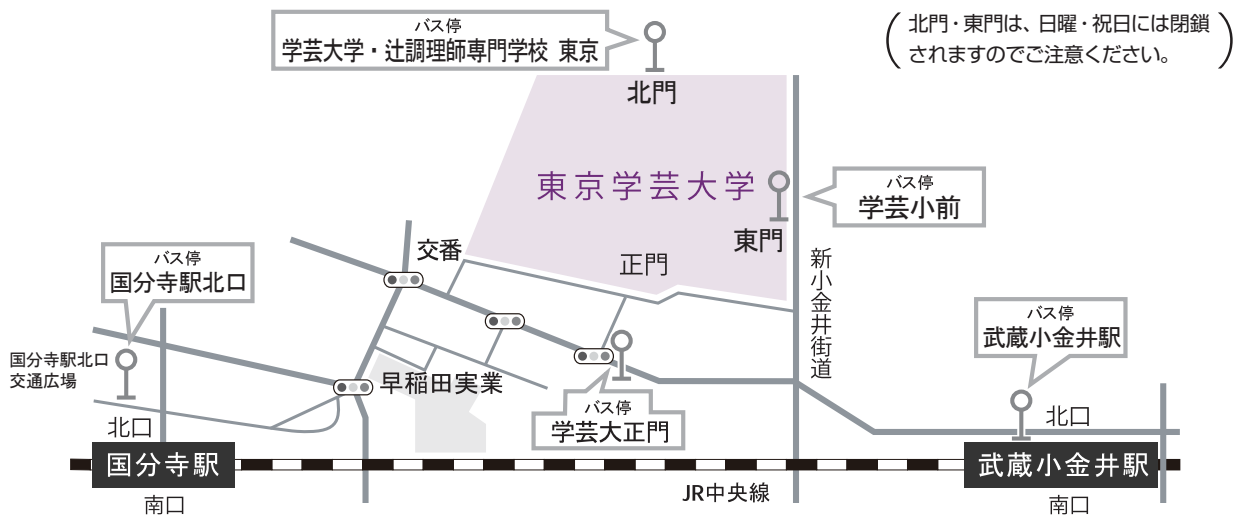 バス停
学芸大学・辻調理師専門学校 東京
北門・東門は、日曜・祝日には閉鎖
されますのでご注意ください。
北門
東京学芸大学
バス停
学芸小前
東門
正門
交番
新小金井街道
バス停
国分寺駅北口
国分寺駅北口
交通広場
早稲田実業
バス停
学芸大正門
バス停
武蔵小金井駅
北口
国分寺駅
南口
JR中央線
北口
武蔵小金井駅
南口